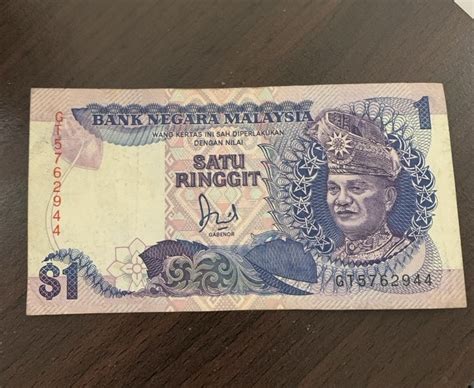 BANK NEGARA MALAYSIA
1
WANG KERTAS INI SAH DIPERLAKUKAN
DENGAN NILAI
SATU
RINGGIT
GT5762944
GABENOR
$1
GT5762944